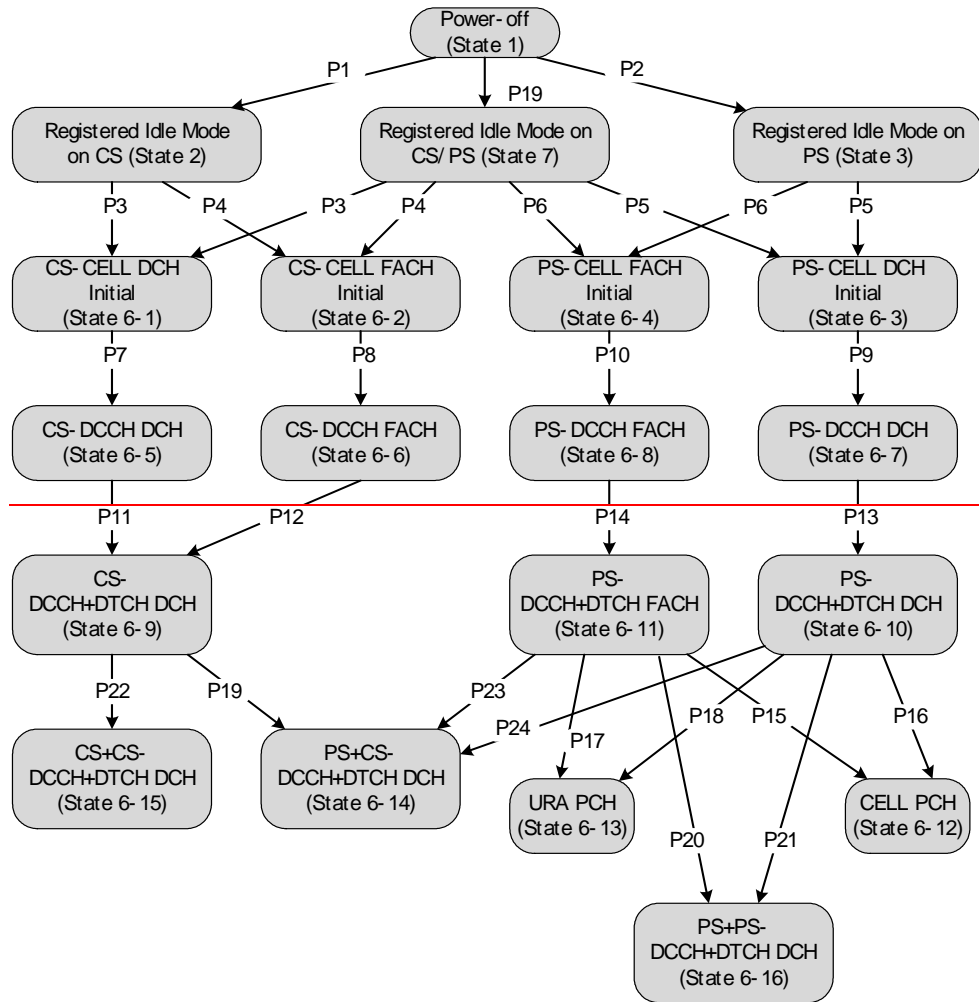 Power- off
(State 1)
P1
P2
P19
Registered Idle Mode
on CS (State 2)
Registered Idle Mode on
CS/ PS (State 7)
Registered Idle Mode on
PS (State 3)
P3
P4
P3
P4
P6
P5
P6
P5
CS- CELL DCH
Initial
(State 6- 1)
CS- CELL FACH
Initial
(State 6- 2)
PS- CELL FACH
Initial
(State 6- 4)
PS- CELL DCH
Initial
(State 6- 3)
P7
P8
P10
P9
CS- DCCH DCH
(State 6- 5)
CS- DCCH FACH
(State 6- 6)
PS- DCCH FACH
(State 6- 8)
PS- DCCH DCH
(State 6- 7)
P11
P12
P14
P13
CS-
DCCH+DTCH DCH
(State 6- 9)
PS-
DCCH+DTCH FACH
(State 6- 11)
PS-
DCCH+DTCH DCH
(State 6- 10)
P22
P19
P23
P24
P17
P18
P15
P16
CS+CS-
DCCH+DTCH DCH
(State 6- 15)
PS+CS-
DCCH+DTCH DCH
(State 6- 14)
URA PCH
(State 6- 13)
CELL PCH
(State 6- 12)
P20
P21
PS+PS-
DCCH+DTCH DCH
(State 6- 16)